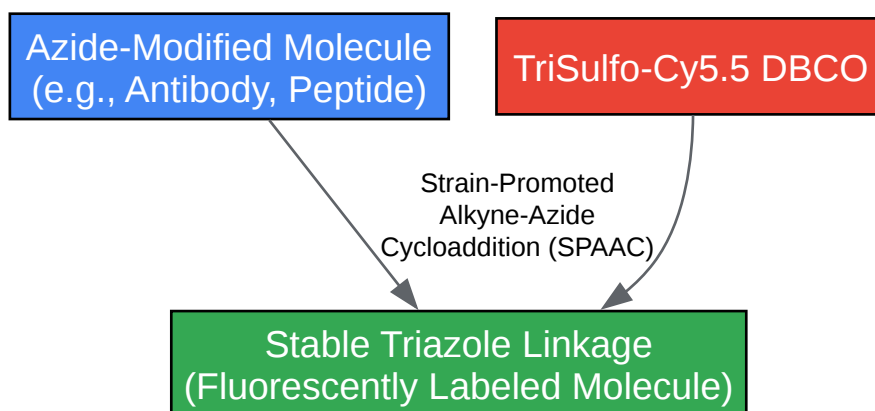 Azide-Modified Molecule
(e.g., Antibody, Peptide)
TriSulfo-Cy5.5 DBCO
Strain-Promoted
Alkyne-Azide
Cycloaddition (SPAAC)
Stable Triazole Linkage
(Fluorescently Labeled Molecule)